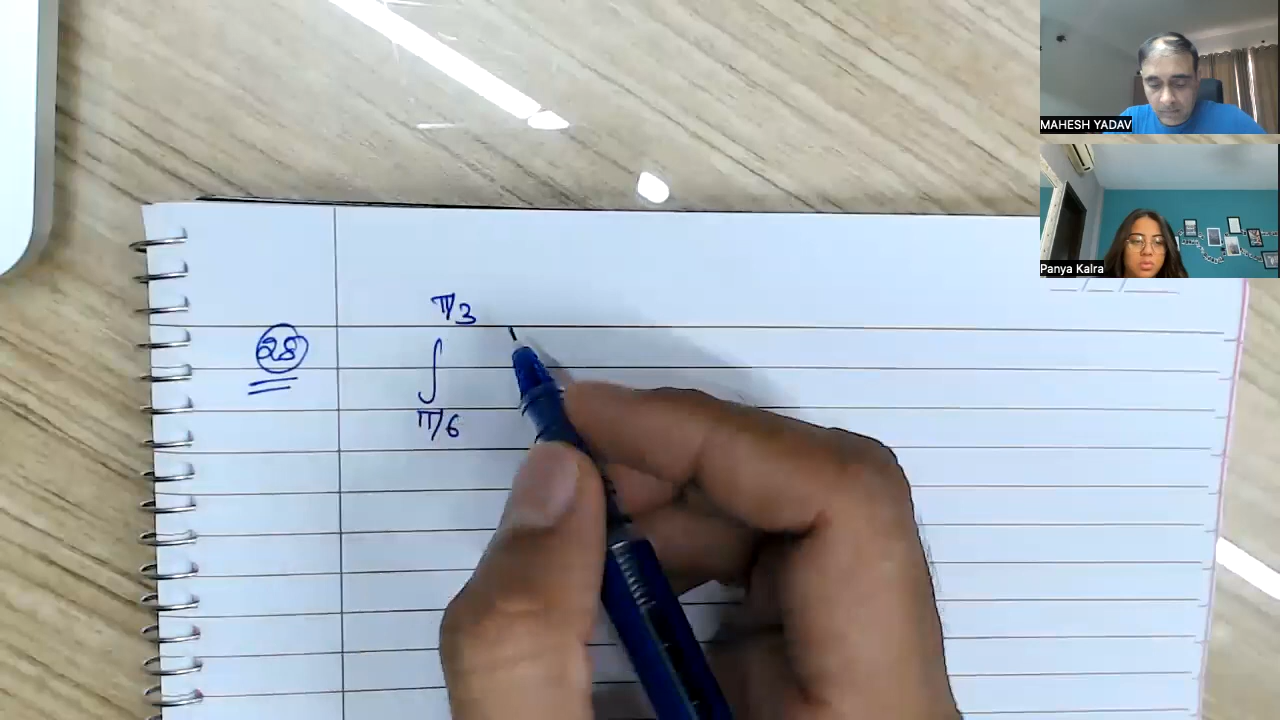 MAHESH YADAV
Panya Kalra
28
π/3
∫
π/6